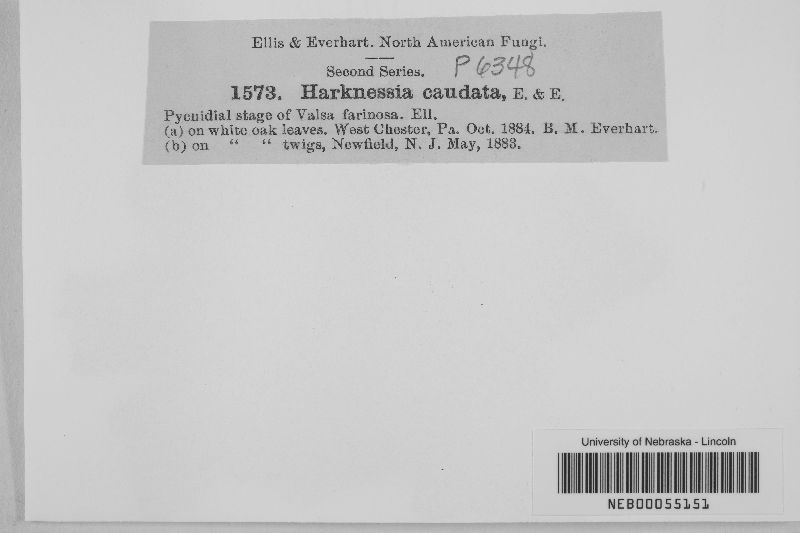 Ellis & Everhart. North American Fungi.
Second Series. P 6348
1573. Harknessia caudata, E. & E.
Pycnidial stage of Valsa farinosa. Ell.
(a) on white oak leaves. West Chester, Pa. Oct. 1884. B. M. Everhart.
(b) on “ “ twigs, Newfield, N. J. May, 1883.
University of Nebraska - Lincoln
NEB00055151